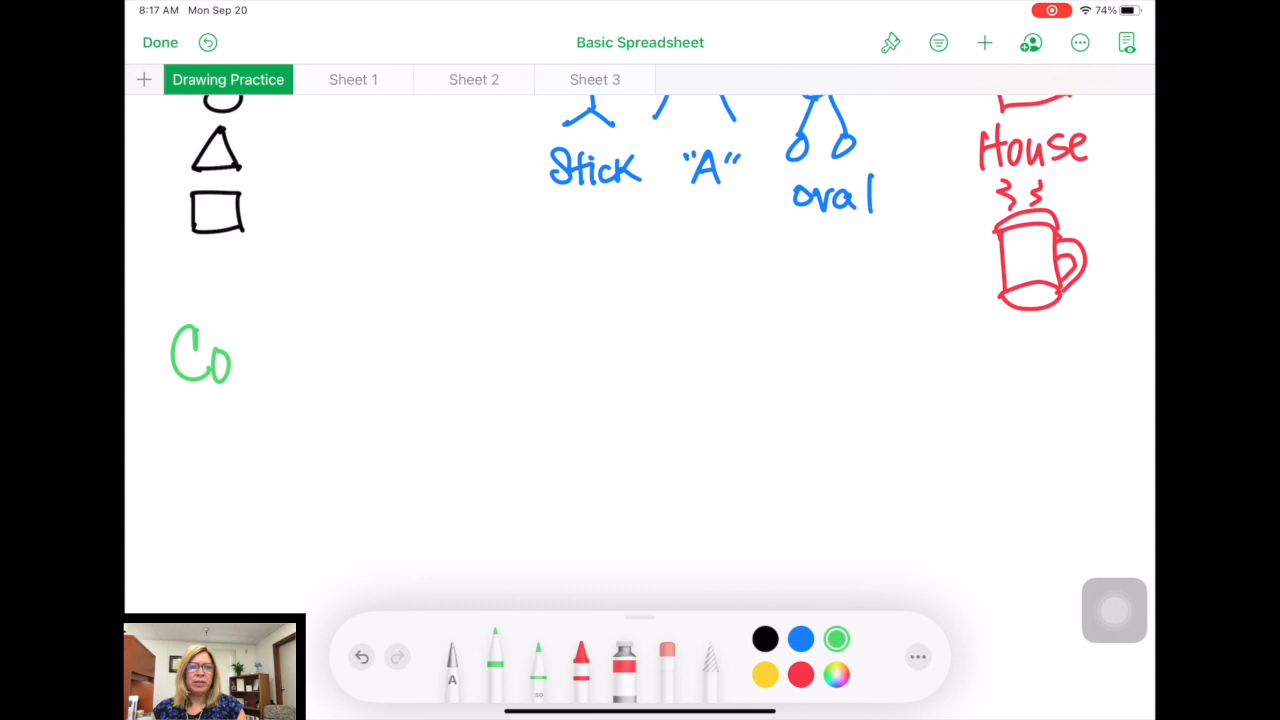 8:17 AM Mon Sep 20 74%
Done Basic Spreadsheet
Drawing Practice Sheet 1 Sheet 2 Sheet 3
Stick "A" oval House
Co
A 50